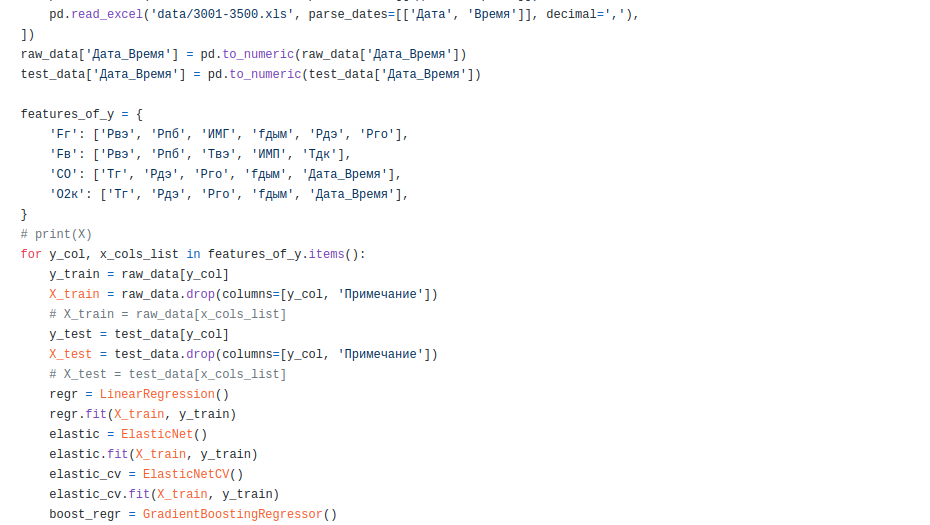 pd.read_excel('data/3001-3500.xls', parse_dates=[['Дата', 'Время']], decimal=','),
])
raw_data['Дата_Время'] = pd.to_numeric(raw_data['Дата_Время'])
test_data['Дата_Время'] = pd.to_numeric(test_data['Дата_Время'])
features_of_y = {
'Fг': ['Pвэ', 'Pпб', 'ИМГ', 'fдым', 'Pдэ', 'Pго'],
'Fв': ['Pвэ', 'Pпб', 'Tвэ', 'ИМП', 'Tдк'],
'CO': ['Tг', 'Pдэ', 'Pго', 'fдым', 'Дата_Время'],
'O2к': ['Tг', 'Pдэ', 'Pго', 'fдым', 'Дата_Время'],
}
# print(X)
for y_col, x_cols_list in features_of_y.items():
y_train = raw_data[y_col]
X_train = raw_data.drop(columns=[y_col, 'Примечание'])
# X_train = raw_data[x_cols_list]
y_test = test_data[y_col]
X_test = test_data.drop(columns=[y_col, 'Примечание'])
# X_test = test_data[x_cols_list]
regr = LinearRegression()
regr.fit(X_train, y_train)
elastic = ElasticNet()
elastic.fit(X_train, y_train)
elastic_cv = ElasticNetCV()
elastic_cv.fit(X_train, y_train)
boost_regr = GradientBoostingRegressor()